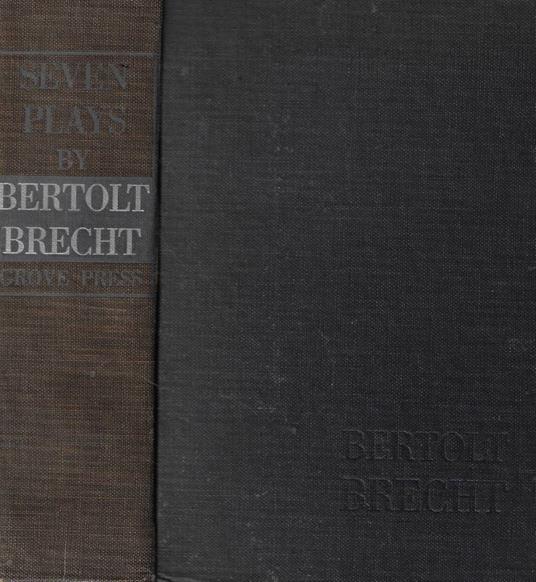 SEVEN
PLAYS
BY
BERTOLT
BRECHT
GROVE PRESS
BERTOLT
BRECHT